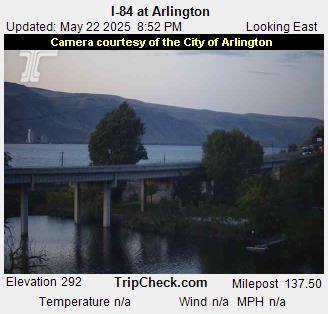 I-84 at Arlington
Updated: May 22 2025 8:52 PM Looking East
Camera courtesy of the City of Arlington
Elevation 292 TripCheck.com Milepost 137.50
Temperature n/a Wind n/a MPH n/a